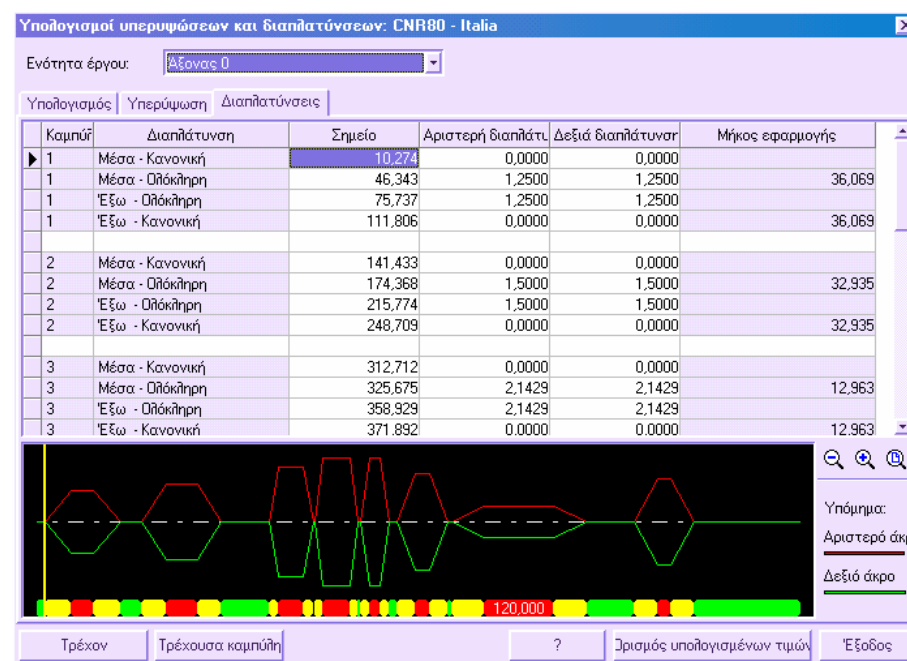 Υπολογισμοί υπερυψώσεων και διαπλατύνσεων: CNR80 - Italia
Ενότητα έργου: Άξονας 0
Υπολογισμός Υπερύψωση Διαπλατύνσεις
Καμπύλ Διαπλάτυνση Σημείο Αριστερή διαπλάτυ Δεξιά διαπλάτυνση Μήκος εφαρμογής
1 Μέσα - Κανονική 10,274 0,0000 0,0000
1 Μέσα - Ολόκληρη 46,343 1,2500 1,2500 36,069
1 Έξω - Ολόκληρη 75,737 1,2500 1,2500
1 Έξω - Κανονική 111,806 0,0000 0,0000 36,069
2 Μέσα - Κανονική 141,433 0,0000 0,0000
2 Μέσα - Ολόκληρη 174,368 1,5000 1,5000 32,935
2 Έξω - Ολόκληρη 215,774 1,5000 1,5000
2 Έξω - Κανονική 248,709 0,0000 0,0000 32,935
3 Μέσα - Κανονική 312,712 0,0000 0,0000
3 Μέσα - Ολόκληρη 325,675 2,1429 2,1429 12,963
3 Έξω - Ολόκληρη 358,929 2,1429 2,1429
3 Έξω - Κανονική 371.892 0.0000 0.0000 12.963
Υπόμημα:
Αριστερό άκρ
Δεξιό άκρο
120,000
Τρέχον Τρέχουσα καμπύλη ? Ορισμός υπολογισμένων τιμών Έξοδος